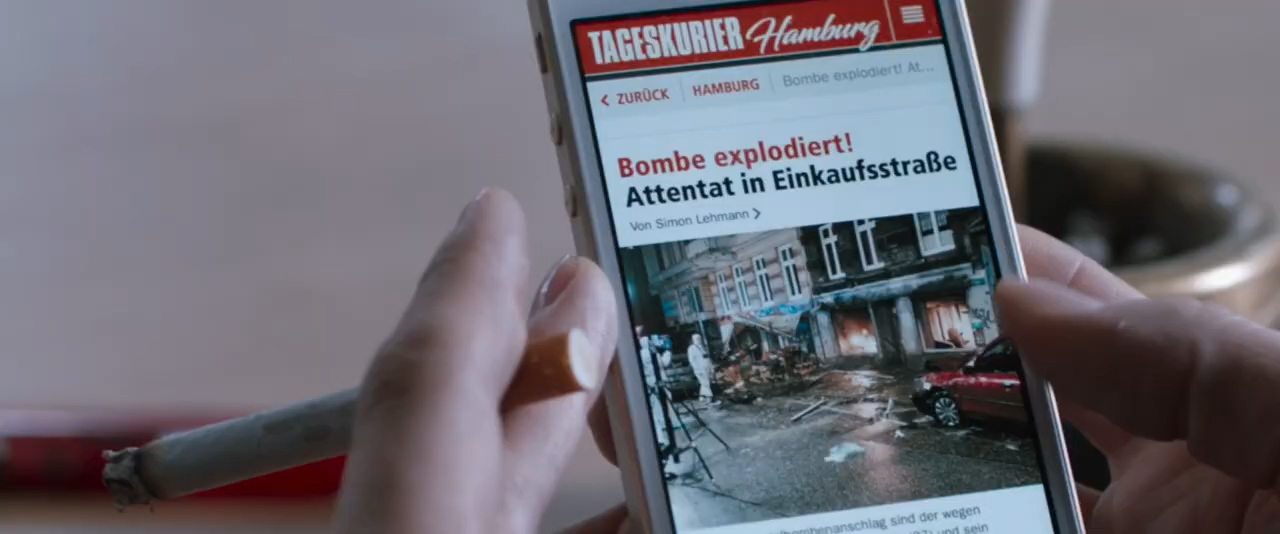 TAGESKURIER Hamburg
< ZURÜCK HAMBURG Bombe explodiert! At...
Bombe explodiert!
Attentat in Einkaufsstraße
Von Simon Lehmann >
bombenanschlag sind der wegen
und sein